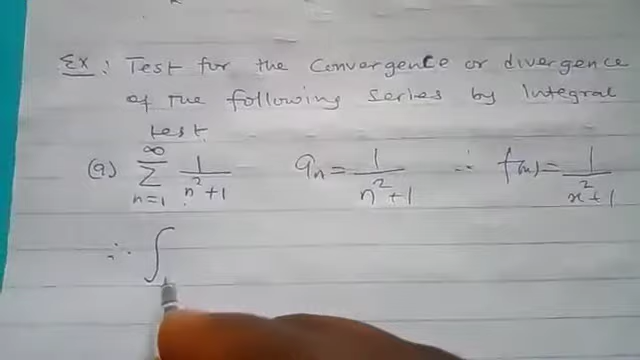 Ex: Test for the Convergence or divergence
of the following series by Integral
test.
(a) ∑_{n=1}^{∞} 1/(n²+1) a_n = 1/(n²+1) ∴ f(x) = 1/(x²+1)
∴ ∫